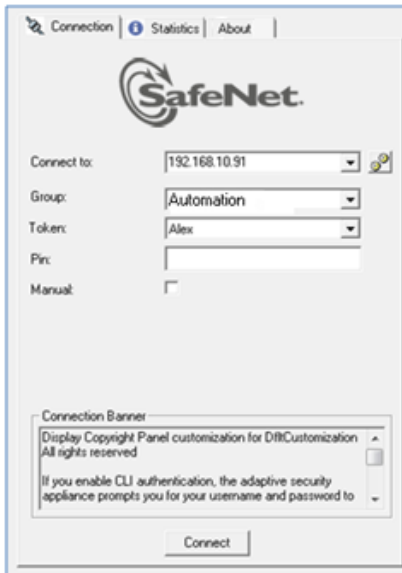 Connection Statistics About
SafeNet.
Connect to: 192.168.10.91
Group: Automation
Token: Alex
Pin:
Manual:
Connection Banner
Display Copyright Panel customization for DfltCustomization
All rights reserved
If you enable CLI authentication, the adaptive security
appliance prompts you for your username and password to
Connect